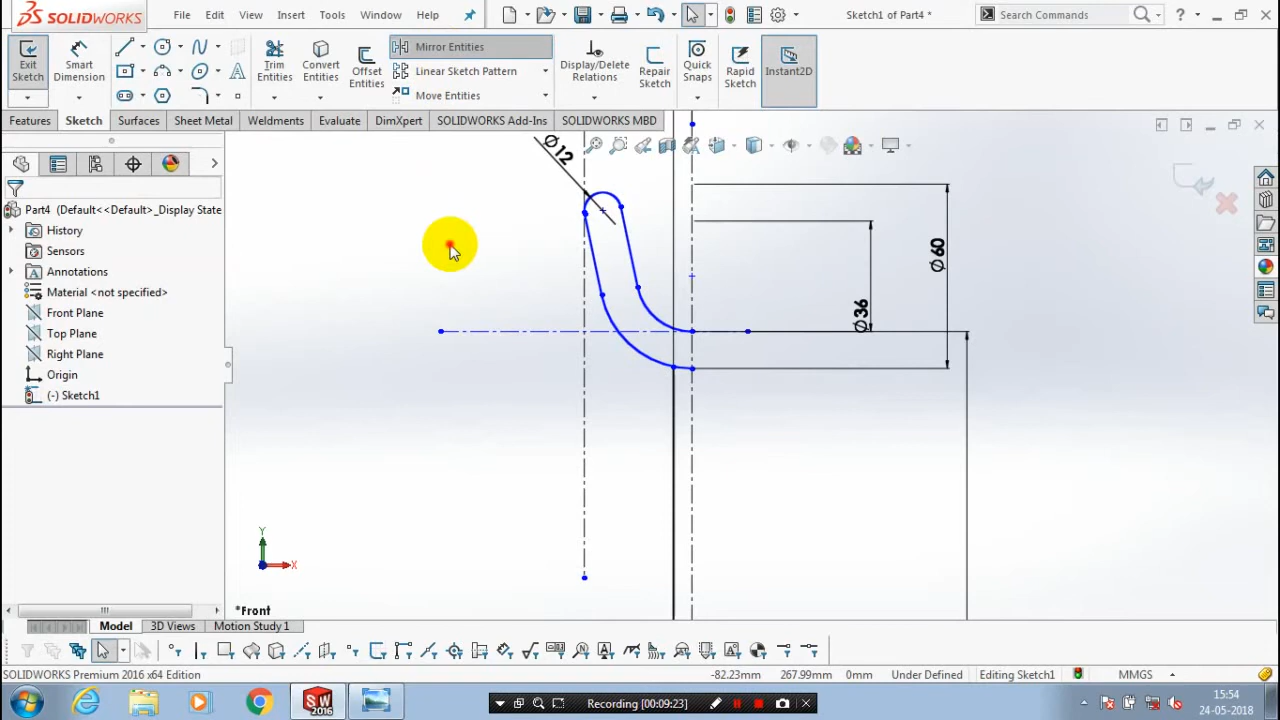 SOLIDWORKS
File Edit View Insert Tools Window Help
Sketch1 of Part4 *
Search Commands
?
Exit Sketch
Smart Dimension
Trim Entities
Convert Entities
Offset Entities
Mirror Entities
Linear Sketch Pattern
Move Entities
Display/Delete Relations
Repair Sketch
Quick Snaps
Rapid Sketch
Instant2D
Features Sketch Surfaces Sheet Metal Weldments Evaluate DimXpert SOLIDWORKS Add-Ins SOLIDWORKS MBD
Part4 (Default<<Default>_Display State
History
Sensors
Annotations
Material <not specified>
Front Plane
Top Plane
Right Plane
Origin
(-) Sketch1
Ø12
Ø60
Ø36
Y
X
*Front
Model 3D Views Motion Study 1
SOLIDWORKS Premium 2016 x64 Edition
-82.23mm 267.99mm 0mm Under Defined Editing Sketch1 MMGS
SW 2016
Recording [00:09:23]
15:54
24-05-2018